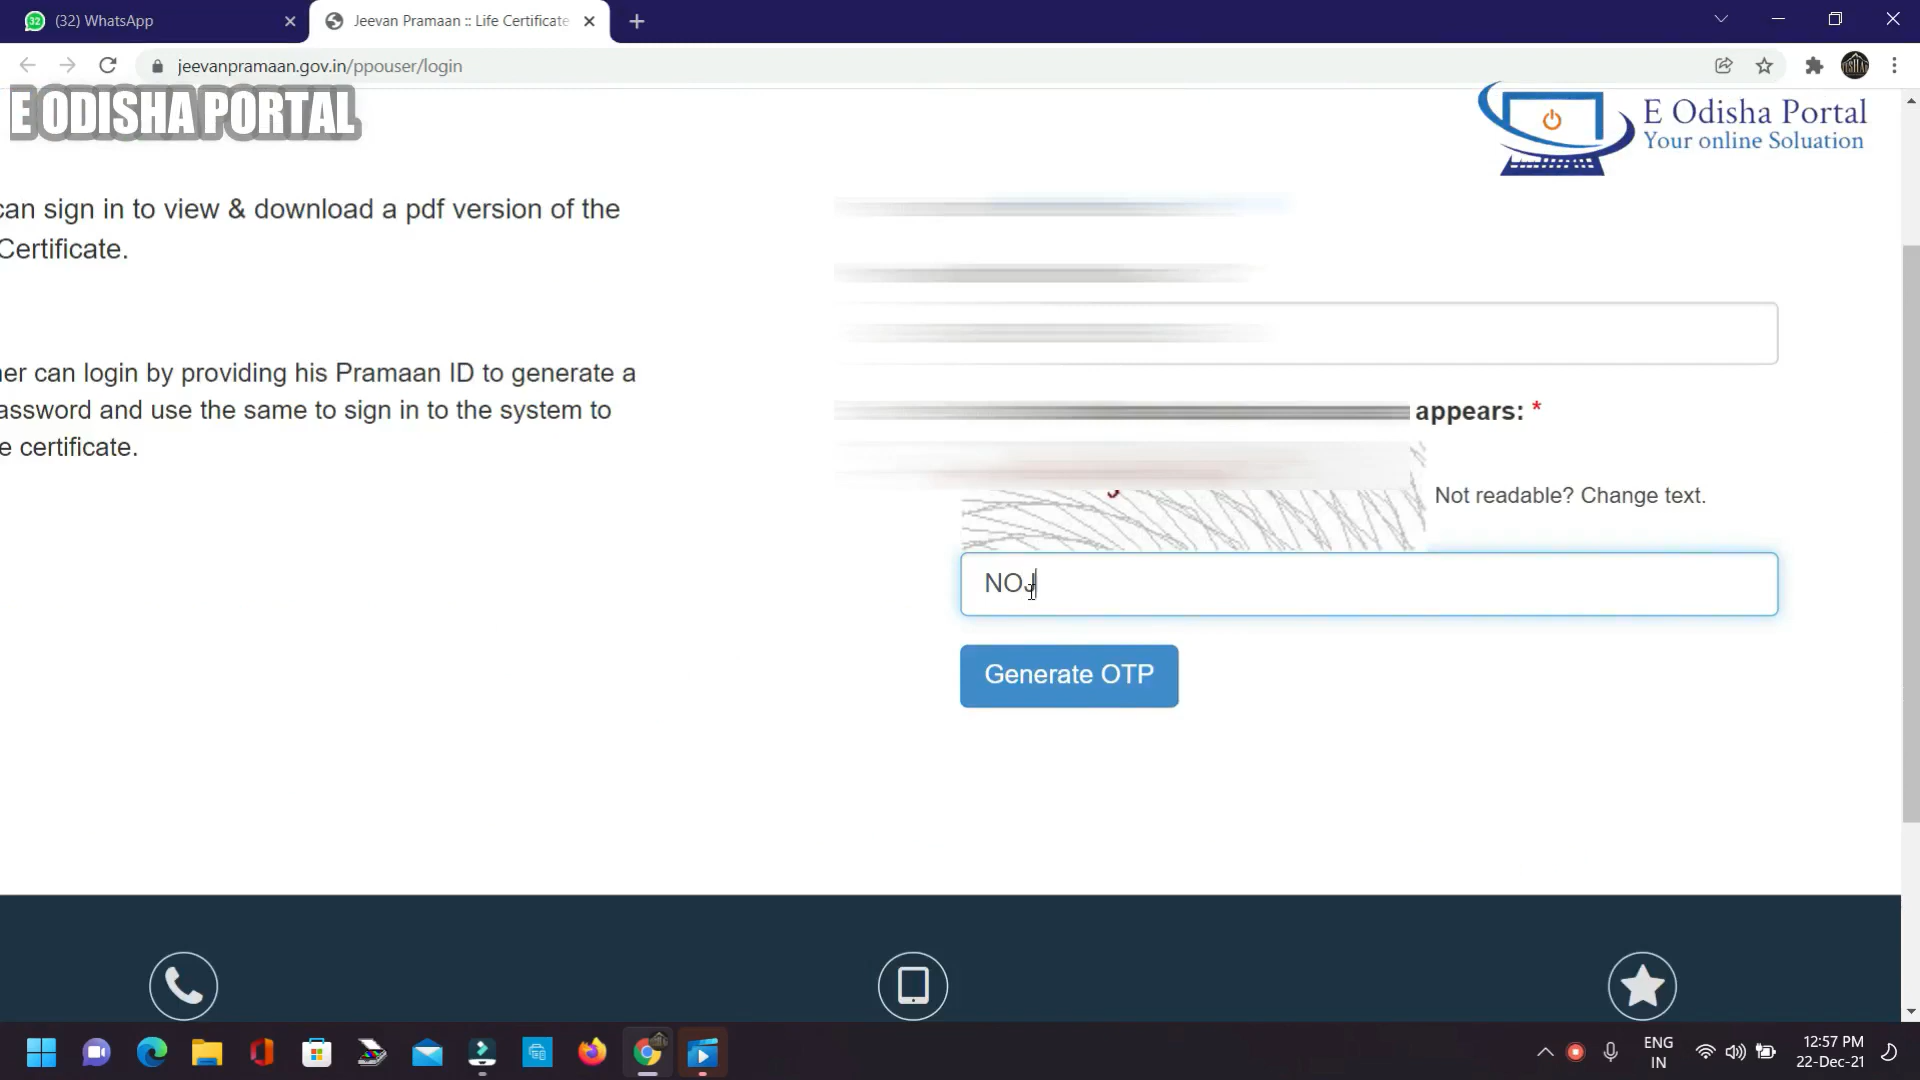 (32) WhatsApp
Jeevan Pramaan :: Life Certificate
jeevanpramaan.gov.in/ppouser/login
E ODISHA PORTAL
E Odisha Portal
Your online Soluation
can sign in to view & download a pdf version of the
Certificate.
er can login by providing his Pramaan ID to generate a
assword and use the same to sign in to the system to
e certificate.
appears: *
Not readable? Change text.
NOJ
Generate OTP
ENG
IN
12:57 PM
22-Dec-21